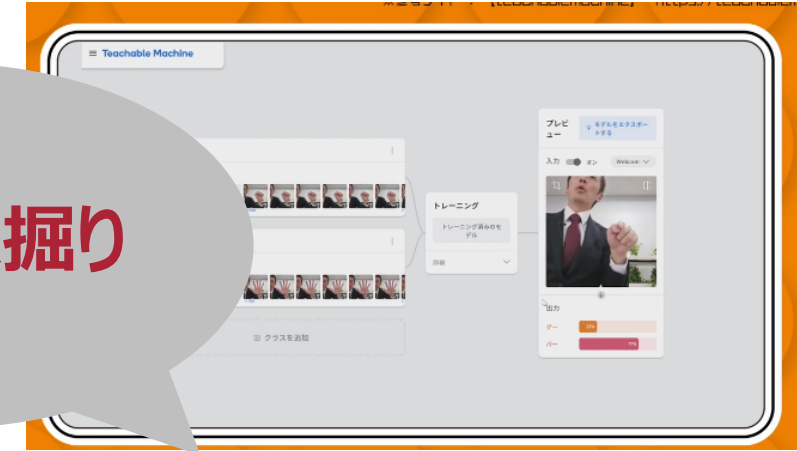 ≡ Teachable Machine
掘り
トレーニング
トレーニング済みのモ
デル
詳細
クラスを追加
プレビ
ュー
モデルをエクスポー
トする
入力
オン
Webcam
出力
グー
パー